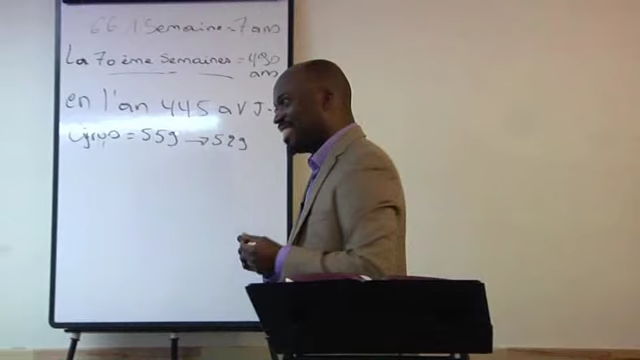 1 Semaine = 7 ans
La 70ème Semaines = 490
ans
en l'an 445 av J-
Cyrus = 559 → 529